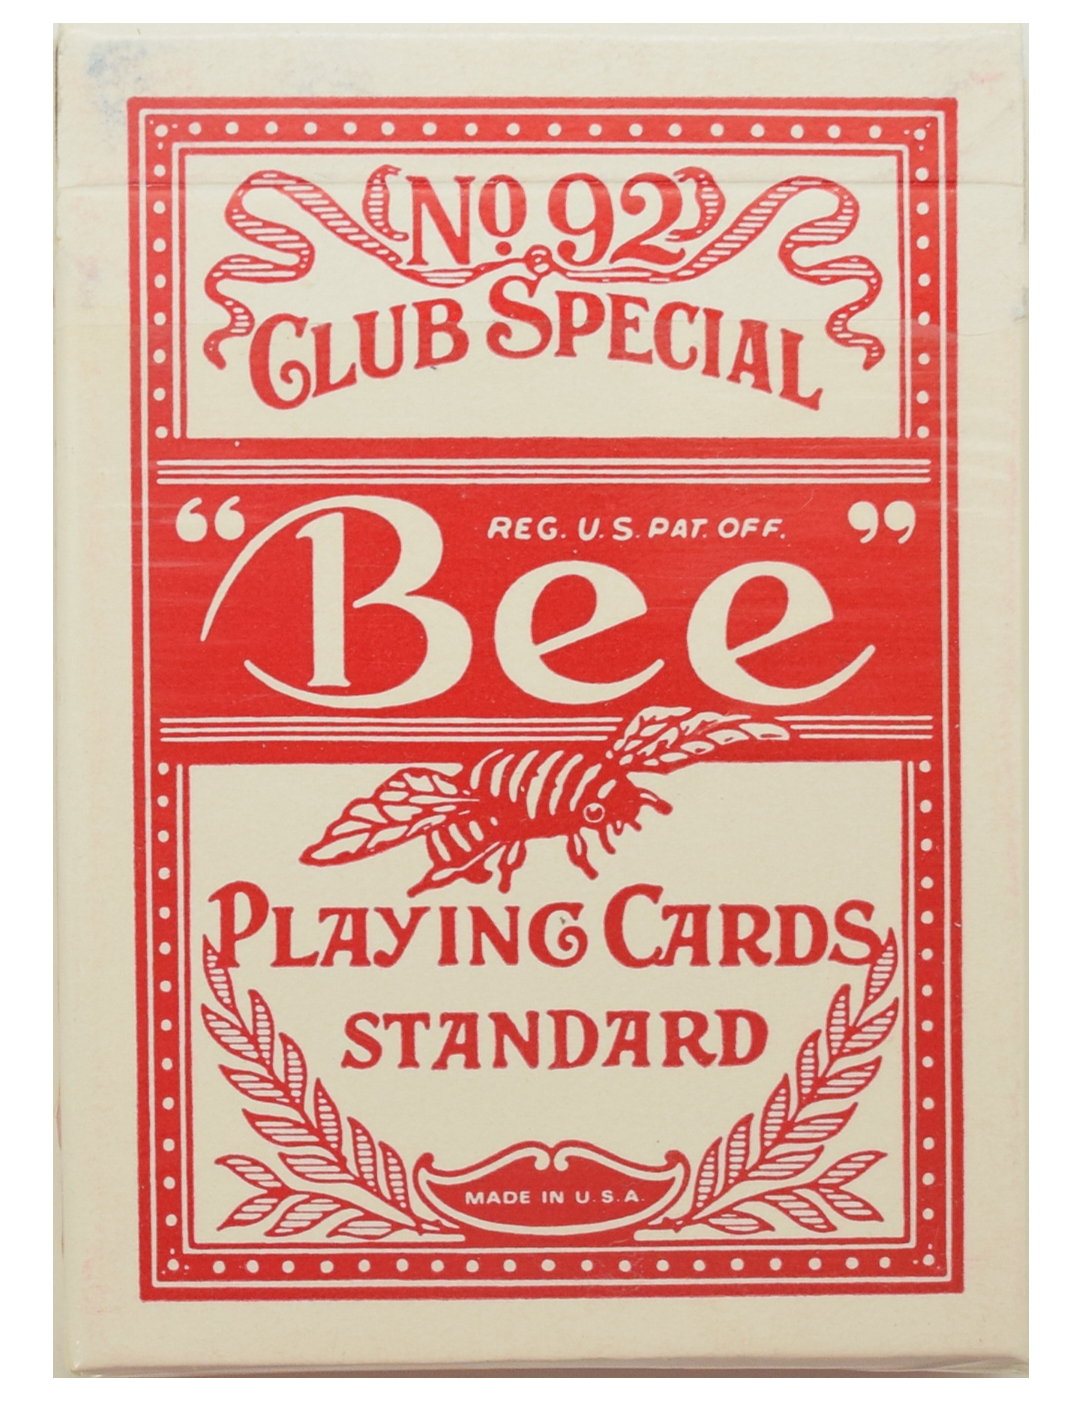 No 92
CLUB SPECIAL
“Bee”
REG. U.S. PAT. OFF.
PLAYING CARDS
STANDARD
MADE IN U.S.A.